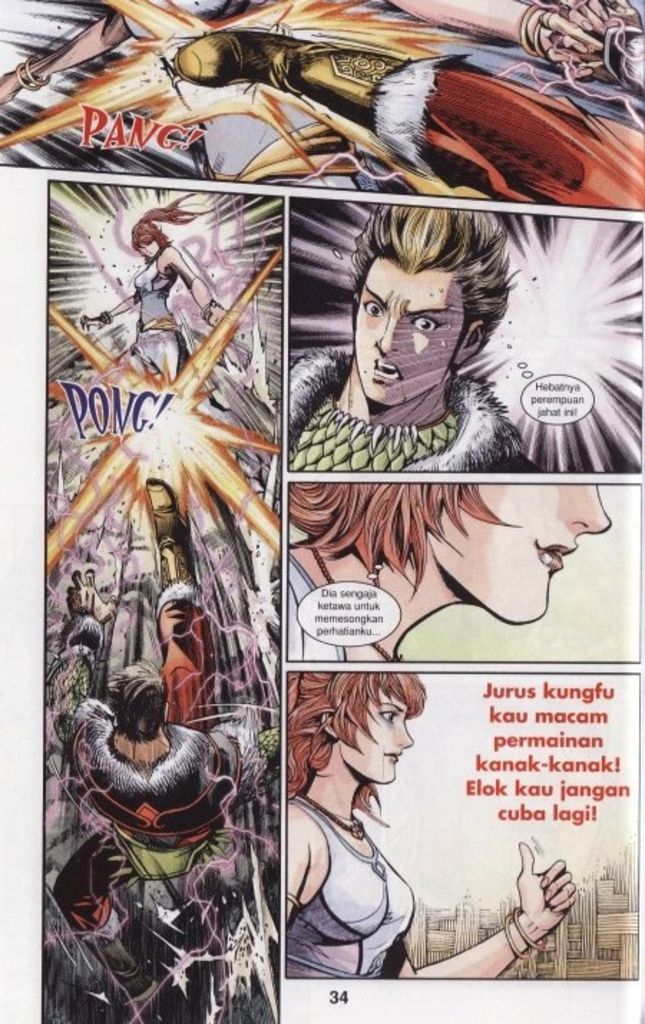 PANG!
PONG!
Hebatnya
perempuan
jahat ini!
Dia sengaja
ketawa untuk
memesongkan
perhatianku...
Jurus kungfu
kau macam
permainan
kanak-kanak!
Elok kau jangan
cuba lagi!
34